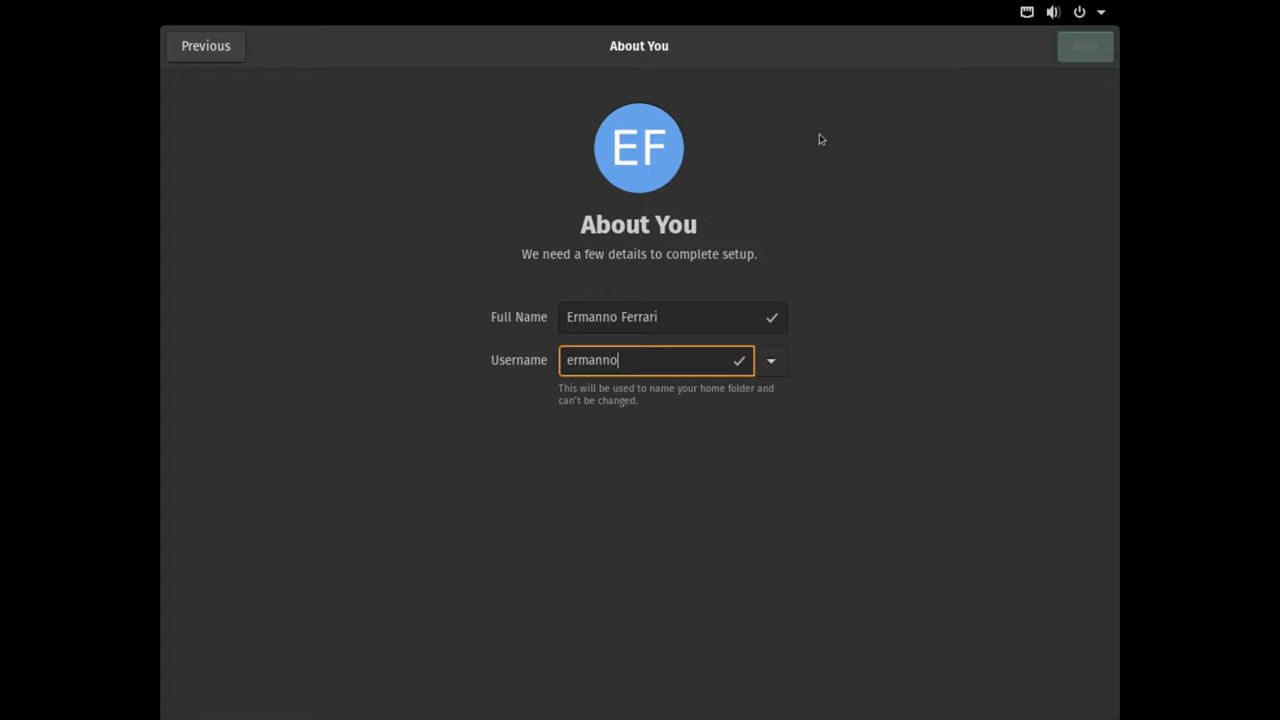 Previous
About You
Next
EF
About You
We need a few details to complete setup.
Full Name
Ermanno Ferrari
Username
ermanno
This will be used to name your home folder and
can't be changed.